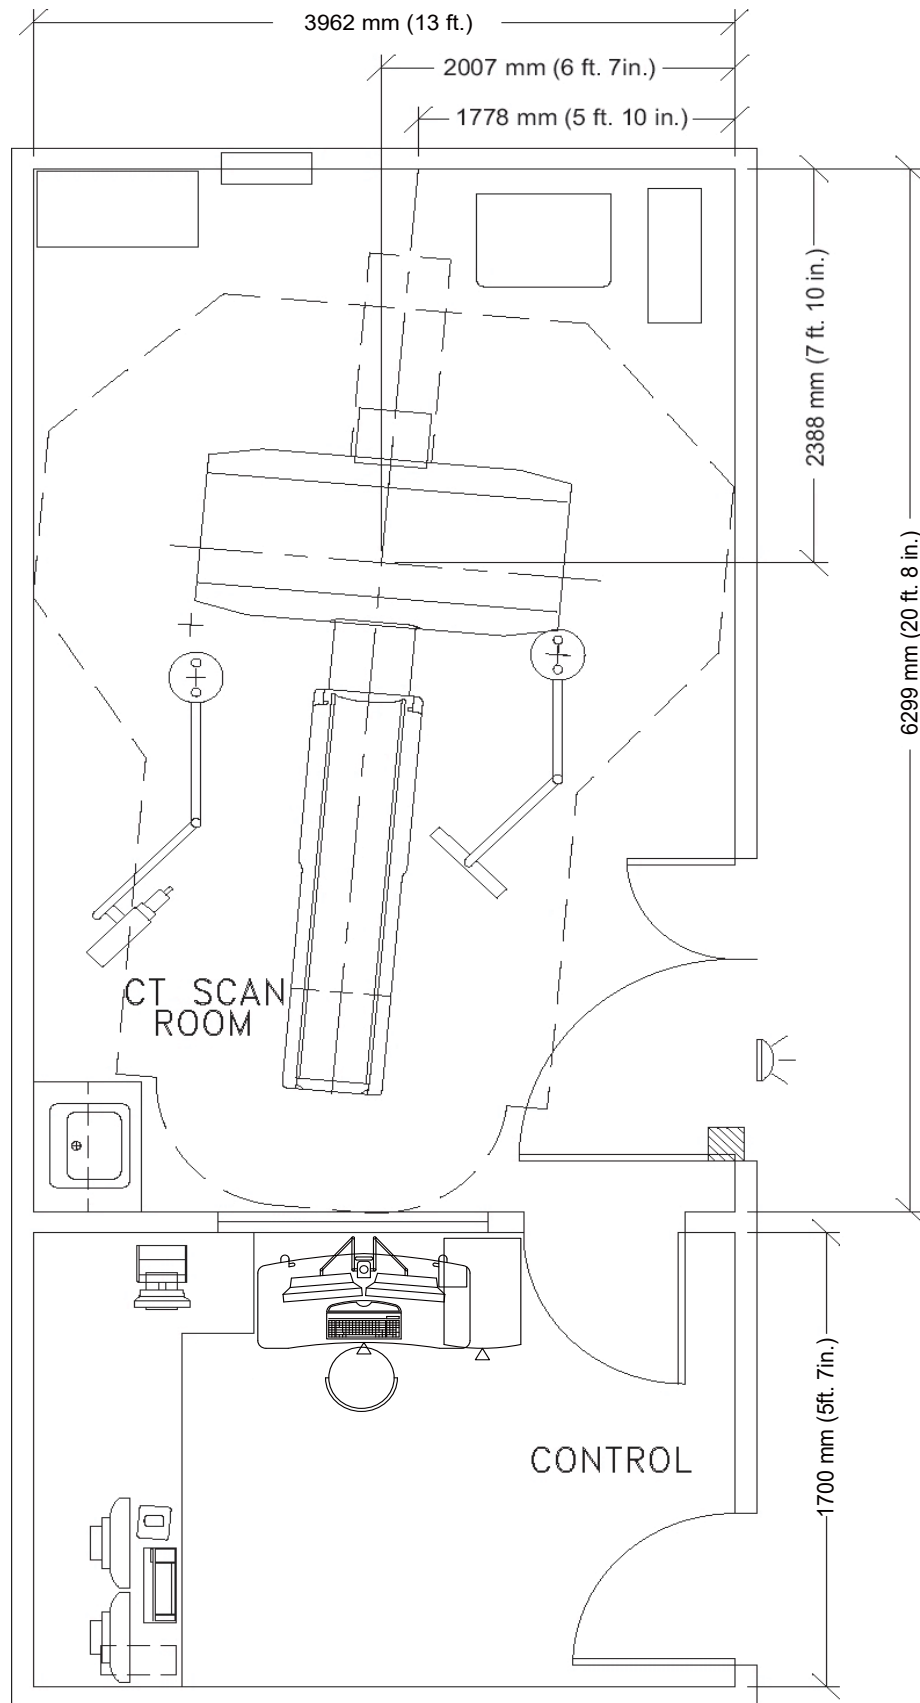 3962 mm (13 ft.)
2007 mm (6 ft. 7in.)
1778 mm (5 ft. 10 in.)
2388 mm (7 ft. 10 in.)
6299 mm (20 ft. 8 in.)
CT SCAN
ROOM
CONTROL
1700 mm (5ft. 7in.)